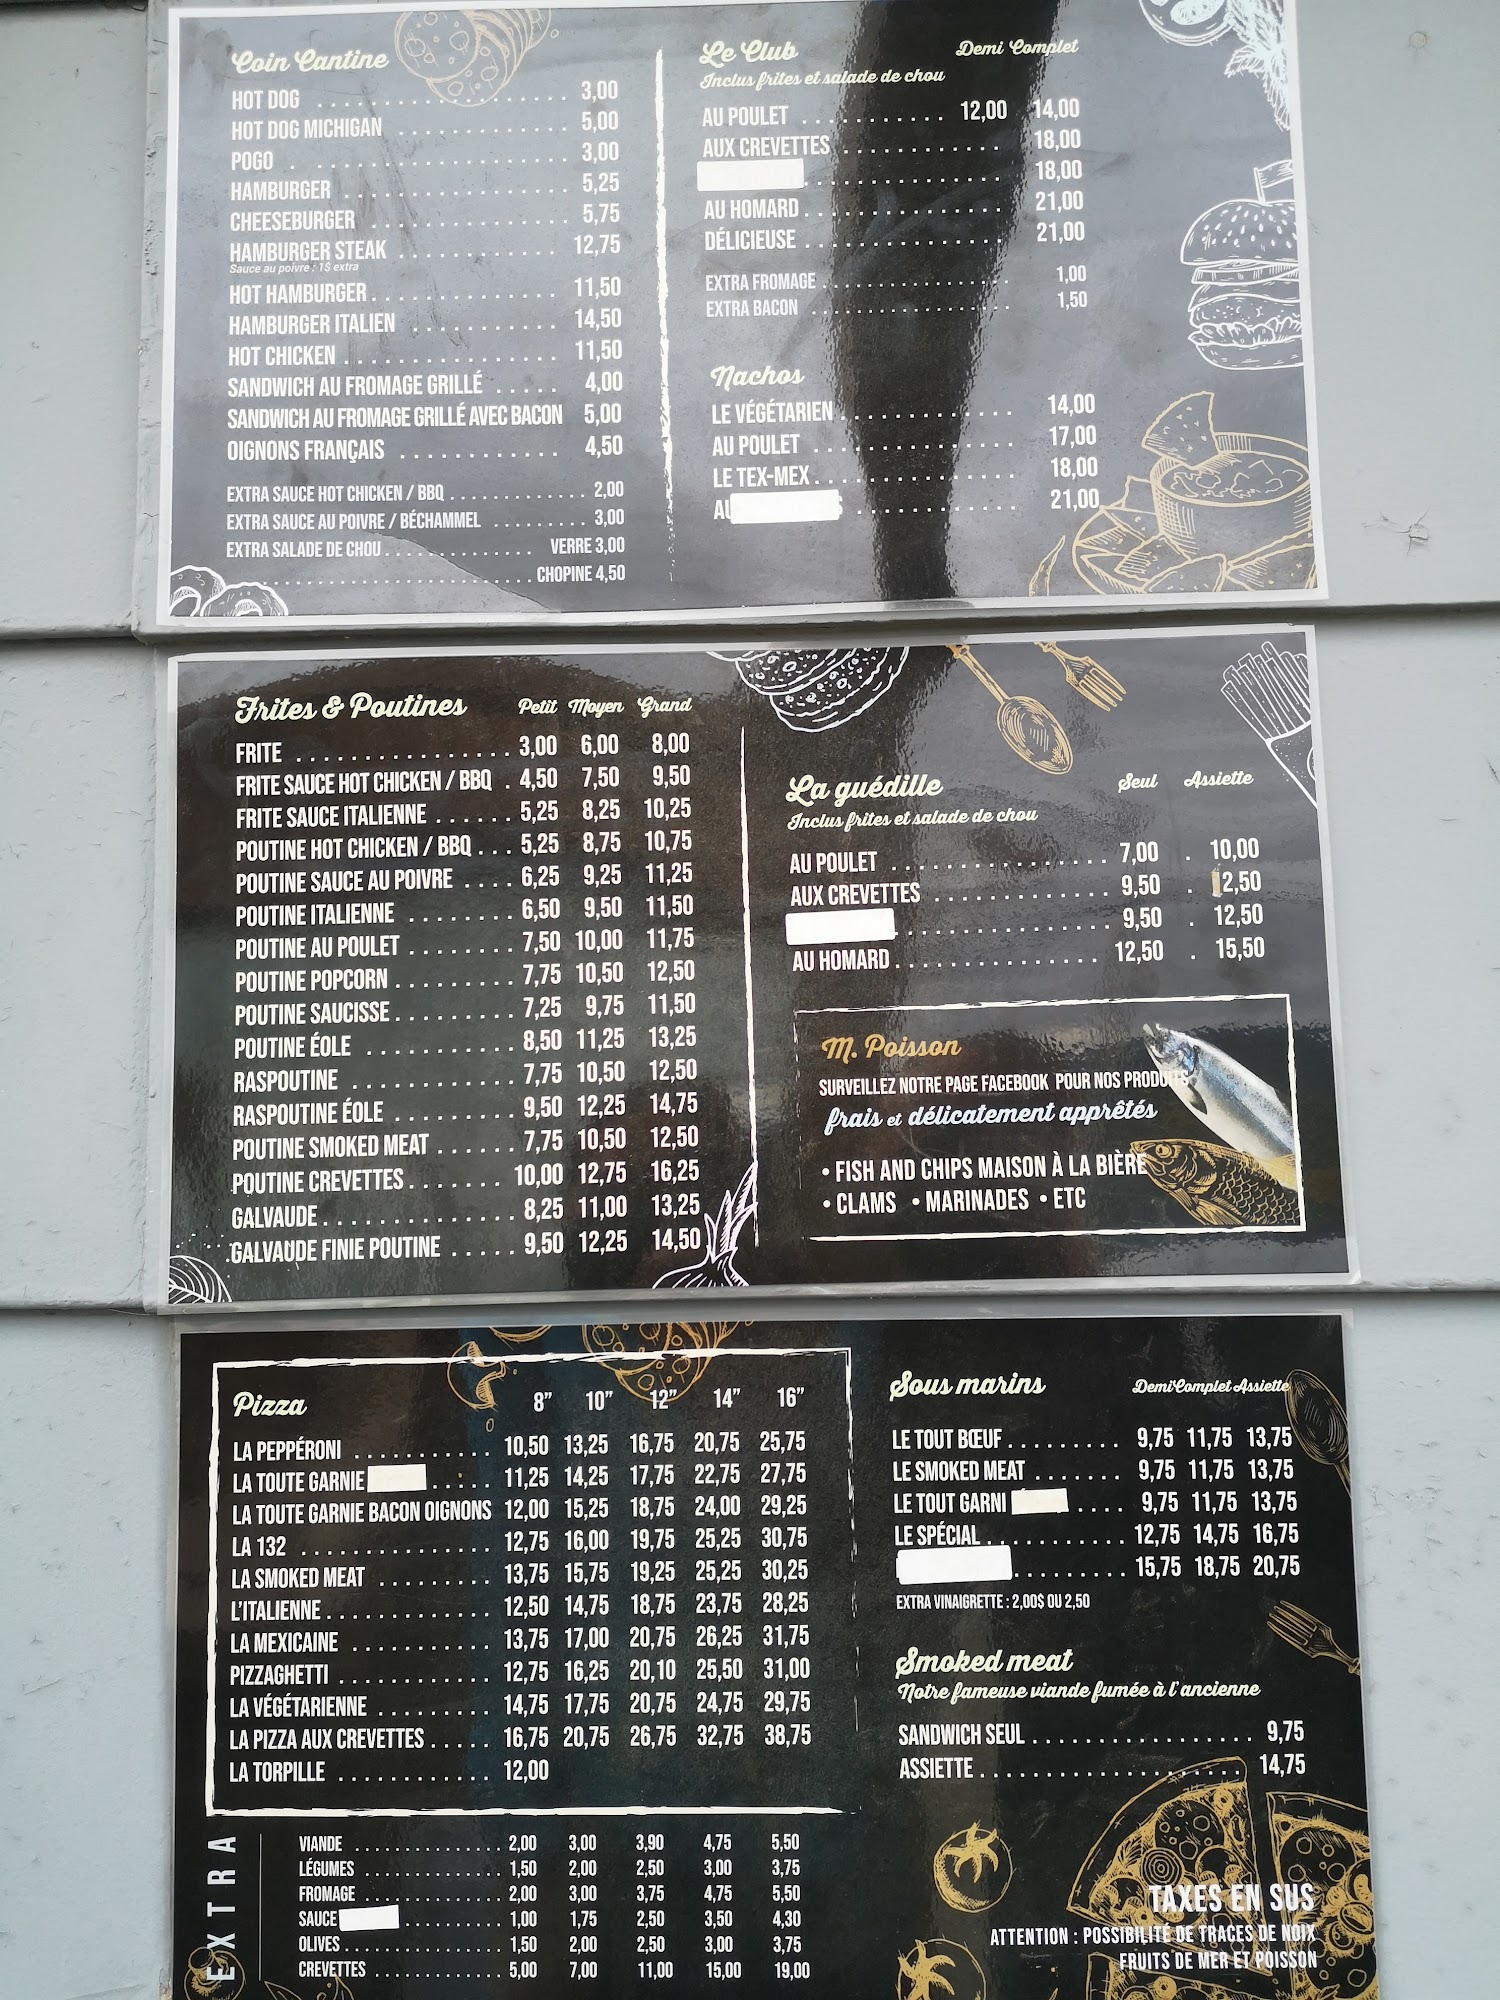 Coin Cantine
HOT DOG 3,00
HOT DOG MICHIGAN 5,00
POGO 3,00
HAMBURGER 5,25
CHEESEBURGER 5,75
HAMBURGER STEAK 12,75
Sauce au poivre : 1$ extra
HOT HAMBURGER 11,50
HAMBURGER ITALIEN 14,50
HOT CHICKEN 11,50
SANDWICH AU FROMAGE GRILLÉ 4,00
SANDWICH AU FROMAGE GRILLÉ AVEC BACON 5,00
OIGNONS FRANÇAIS 4,50
EXTRA SAUCE HOT CHICKEN / BBQ 2,00
EXTRA SAUCE AU POIVRE / BÉCHAMMEL 3,00
EXTRA SALADE DE CHOU VERRE 3,00
CHOPINE 4,50
Le Club Demi Complet
Inclus frites et salade de chou
AU POULET 12,00 14,00
AUX CREVETTES 18,00
18,00
AU HOMARD 21,00
DÉLICIEUSE 21,00
EXTRA FROMAGE 1,00
EXTRA BACON 1,50
Nachos
LE VÉGÉTARIEN 14,00
AU POULET 17,00
LE TEX-MEX 18,00
21,00
Frites & Poutines Petit Moyen Grand
FRITE 3,00 6,00 8,00
FRITE SAUCE HOT CHICKEN / BBQ 4,50 7,50 9,50
FRITE SAUCE ITALIENNE 5,25 8,25 10,25
POUTINE HOT CHICKEN / BBQ 5,25 8,75 10,75
POUTINE SAUCE AU POIVRE 6,25 9,25 11,25
POUTINE ITALIENNE 6,50 9,50 11,50
POUTINE AU POULET 7,50 10,00 11,75
POUTINE POPCORN 7,75 10,50 12,50
POUTINE SAUCISSE 7,25 9,75 11,50
POUTINE ÉOLE 8,50 11,25 13,25
RASPOUTINE 7,75 10,50 12,50
RASPOUTINE ÉOLE 9,50 12,25 14,75
POUTINE SMOKED MEAT 7,75 10,50 12,50
POUTINE CREVETTES 10,00 12,75 16,25
GALVAUDE 8,25 11,00 13,25
GALVAUDE FINIE POUTINE 9,50 12,25 14,50
La guédille Seul Assiette
Inclus frites et salade de chou
AU POULET 7,00 10,00
AUX CREVETTES 9,50 12,50
9,50 12,50
AU HOMARD 12,50 15,50
M. Poisson
SURVEILLEZ NOTRE PAGE FACEBOOK POUR NOS PRODUITS
frais et délicatement apprêtés
• FISH AND CHIPS MAISON À LA BIÈRE
• CLAMS • MARINADES • ETC
Pizza 8" 10" 12" 14" 16"
LA PEPPÉRONI 10,50 13,25 16,75 20,75 25,75
LA TOUTE GARNIE 11,25 14,25 17,75 22,75 27,75
LA TOUTE GARNIE BACON OIGNONS 12,00 15,25 18,75 24,00 29,25
LA 132 12,75 16,00 19,75 25,25 30,75
LA SMOKED MEAT 13,75 15,75 19,25 25,25 30,25
L'ITALIENNE 12,50 14,75 18,75 23,75 28,25
LA MEXICAINE 13,75 17,00 20,75 26,25 31,75
PIZZAGHETTI 12,75 16,25 20,10 25,50 31,00
LA VÉGÉTARIENNE 14,75 17,75 20,75 24,75 29,75
LA PIZZA AUX CREVETTES 16,75 20,75 26,75 32,75 38,75
LA TORPILLE 12,00
EXTRA
VIANDE 2,00 3,00 3,90 4,75 5,50
LÉGUMES 1,50 2,00 2,50 3,00 3,75
FROMAGE 2,00 3,00 3,75 4,75 5,50
SAUCE 1,00 1,75 2,50 3,50 4,30
OLIVES 1,50 2,00 2,50 3,00 3,75
CREVETTES 5,00 7,00 11,00 15,00 19,00
Sous marins Demi Complet Assiette
LE TOUT BŒUF 9,75 11,75 13,75
LE SMOKED MEAT 9,75 11,75 13,75
LE TOUT GARNI 9,75 11,75 13,75
LE SPÉCIAL 12,75 14,75 16,75
15,75 18,75 20,75
EXTRA VINAIGRETTE : 2,00$ OU 2,50
Smoked meat
Notre fameuse viande fumée à l'ancienne
SANDWICH SEUL 9,75
ASSIETTE 14,75
TAXES EN SUS
ATTENTION : POSSIBILITÉ DE TRACES DE NOIX
FRUITS DE MER ET POISSON